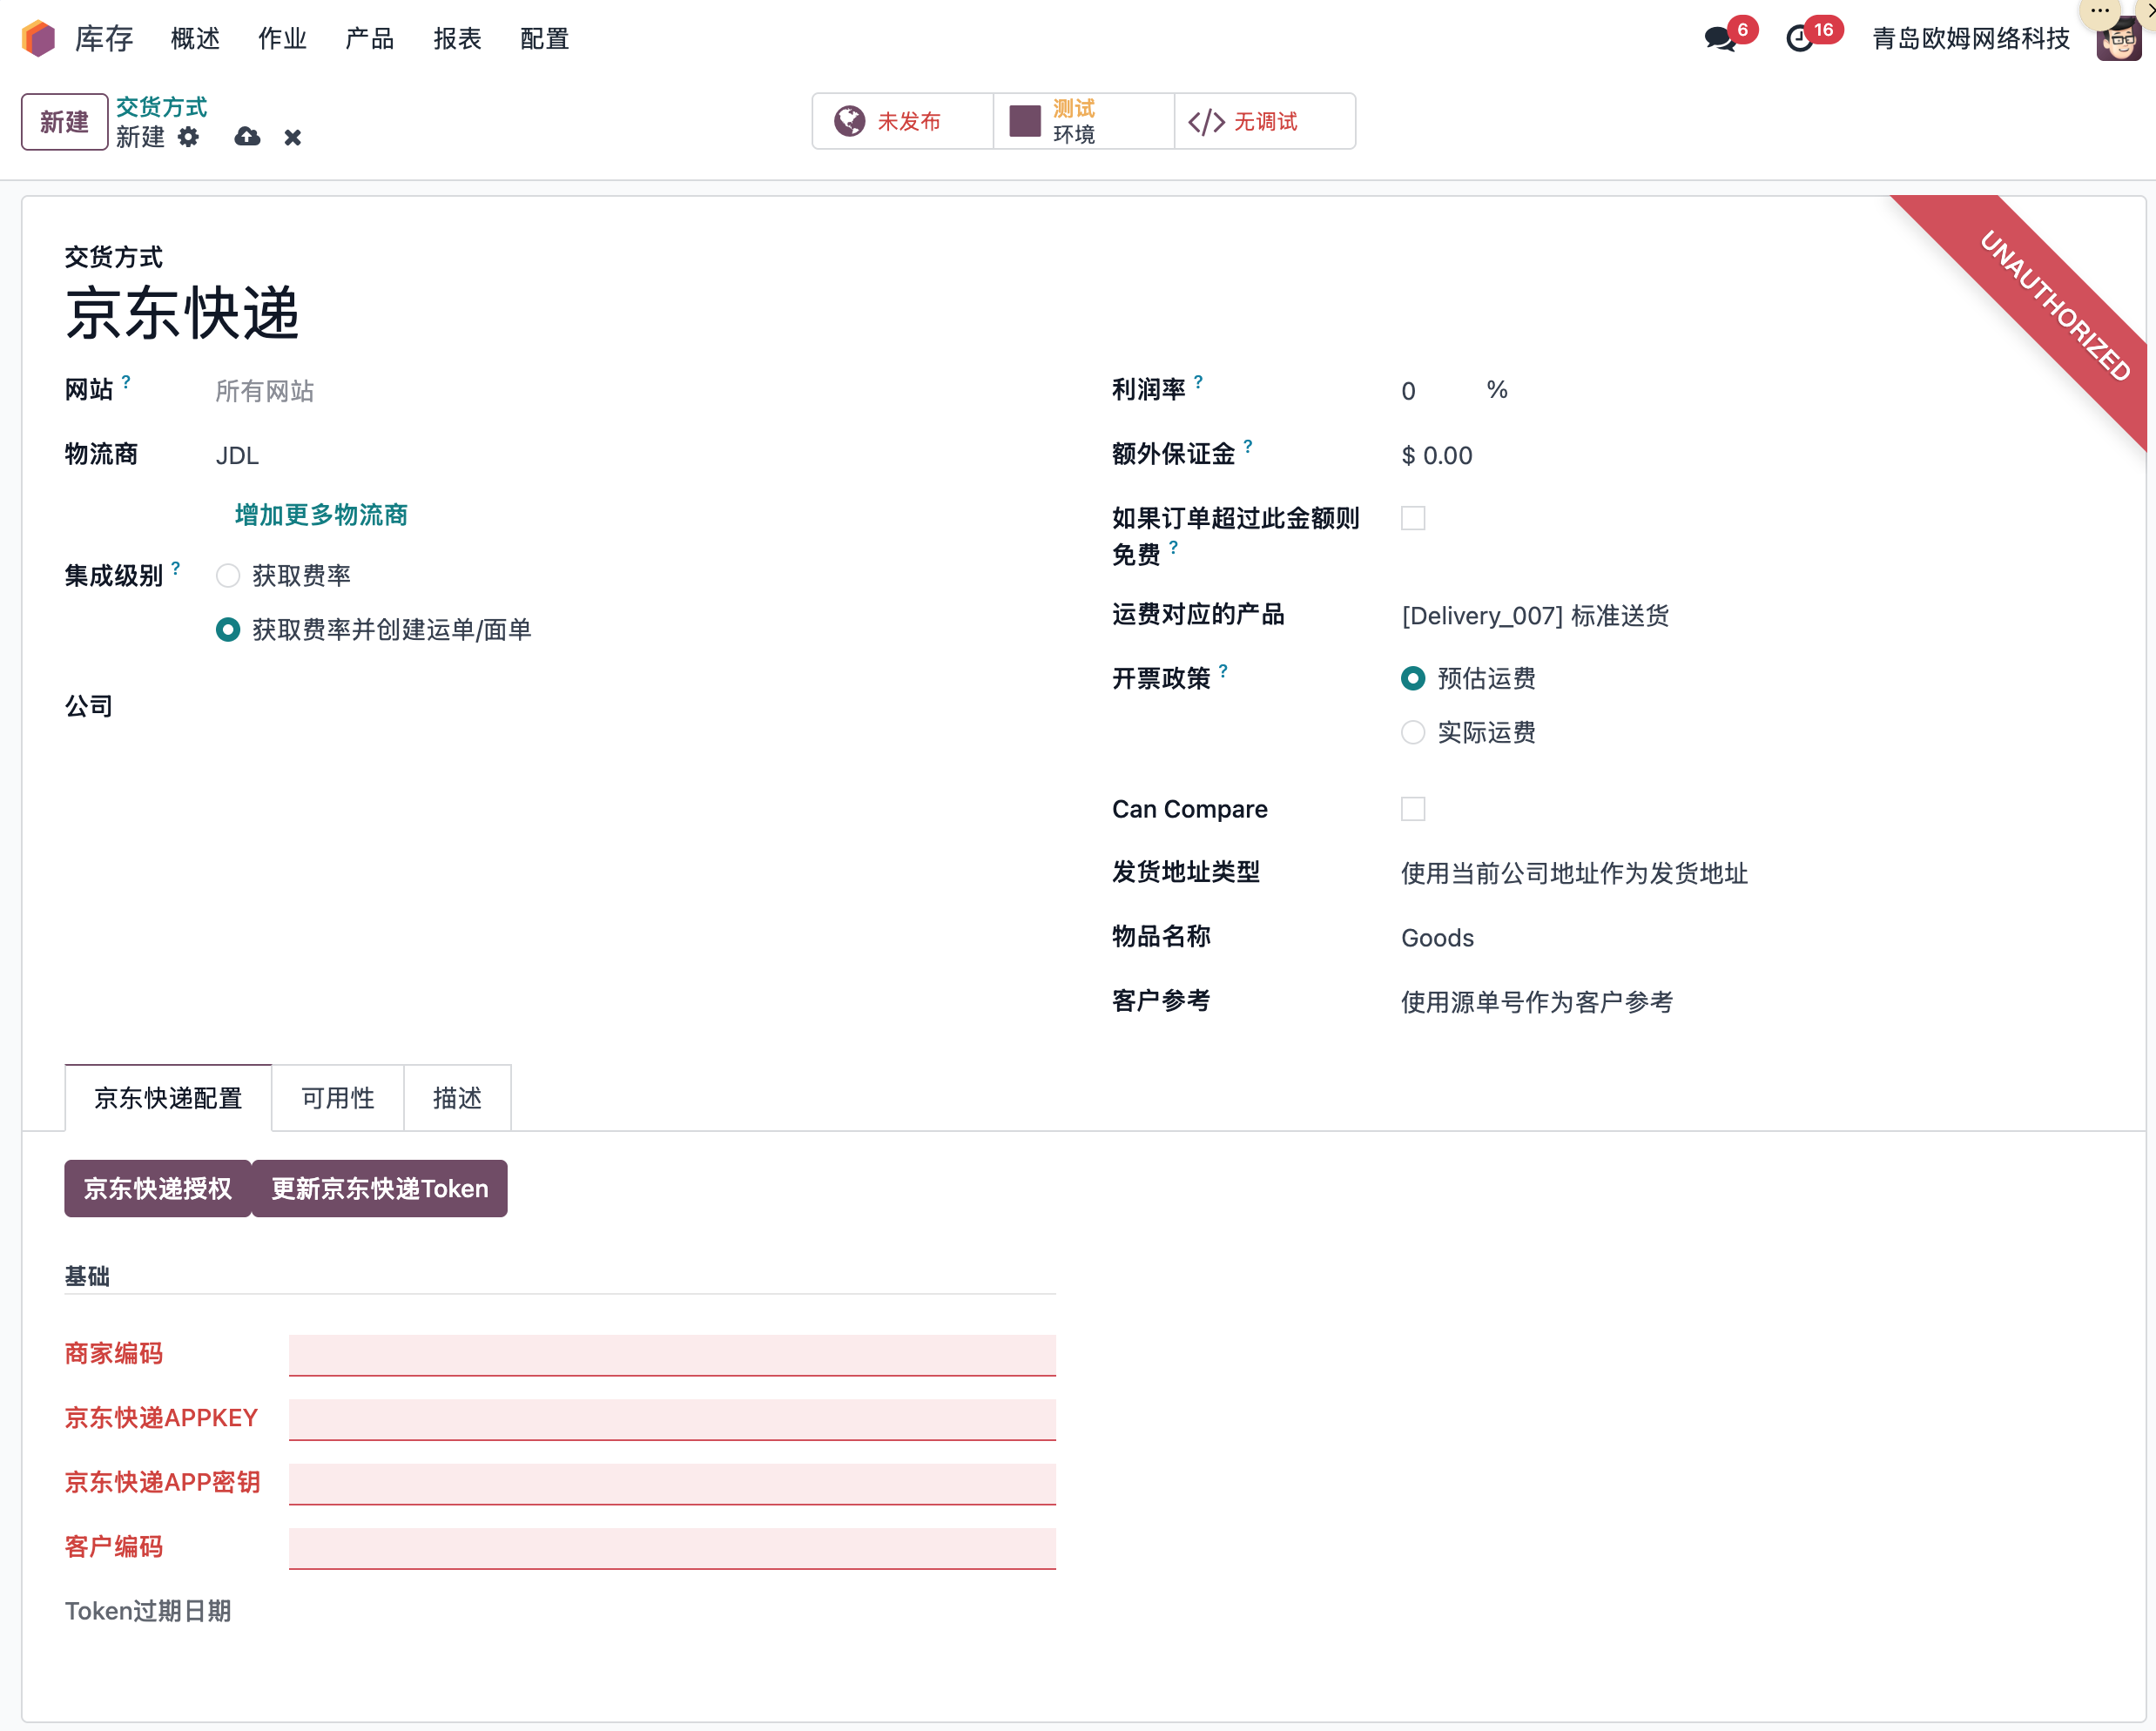 库存 概述 作业 产品 报表 配置 6 16 青岛欧姆网络科技
新建 交货方式
新建
未发布 测试
环境 无调试
UNAUTHORIZED
交货方式
京东快递
网站 ? 所有网站
物流商 JDL
增加更多物流商
集成级别 ? 获取费率
获取费率并创建运单/面单
公司
利润率 ? 0 %
额外保证金 ? $ 0.00
如果订单超过此金额则
免费 ?
运费对应的产品 [Delivery_007] 标准送货
开票政策 ? 预估运费
实际运费
Can Compare
发货地址类型 使用当前公司地址作为发货地址
物品名称 Goods
客户参考 使用源单号作为客户参考
京东快递配置 可用性 描述
京东快递授权 更新京东快递Token
基础
商家编码
京东快递APPKEY
京东快递APP密钥
客户编码
Token过期日期